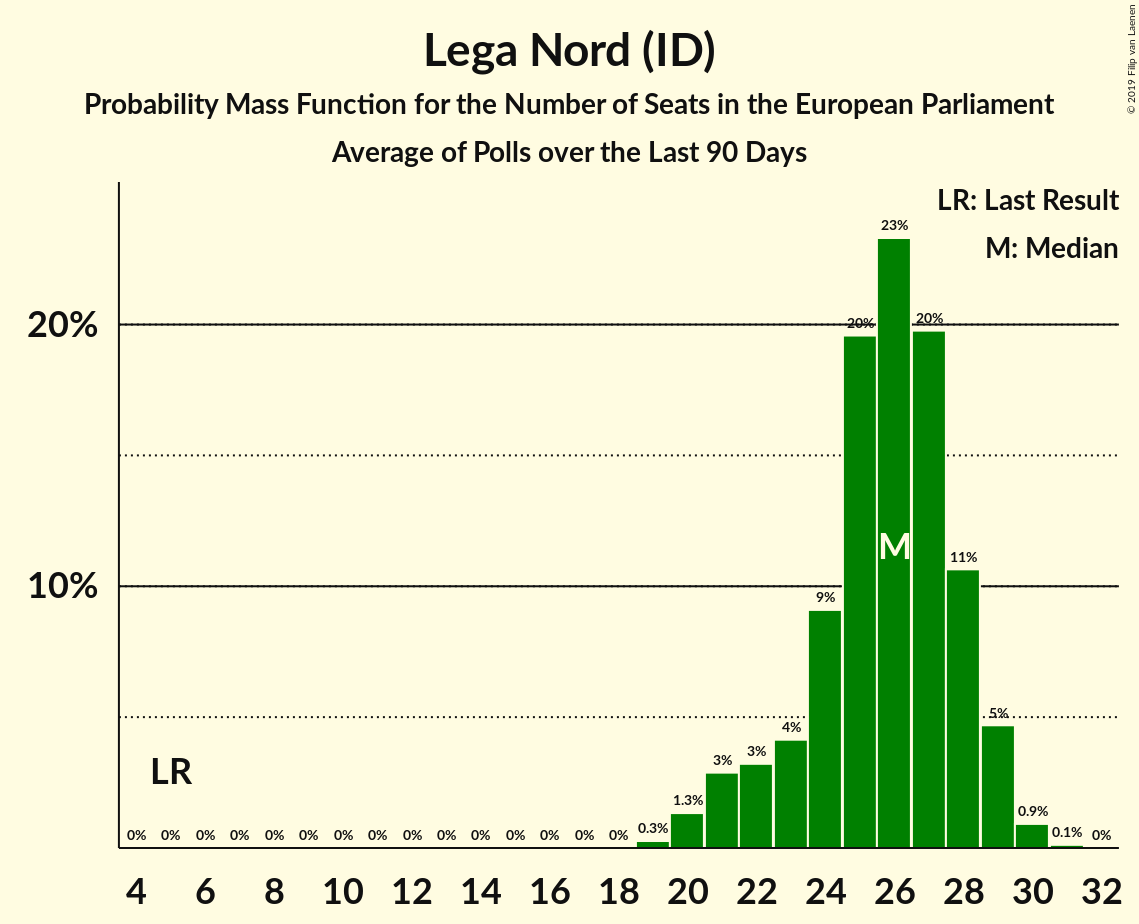 Lega Nord (ID)
Probability Mass Function for the Number of Seats in the European Parliament
Average of Polls over the Last 90 Days
© 2019 Filip van Laenen
LR: Last Result
M: Median
20%
10%
LR
M
0% 0% 0% 0% 0% 0% 0% 0% 0% 0% 0% 0% 0% 0% 0% 0.3% 1.3% 3% 3% 4% 9% 20% 23% 20% 11% 5% 0.9% 0.1% 0%
4 6 8 10 12 14 16 18 20 22 24 26 28 30 32